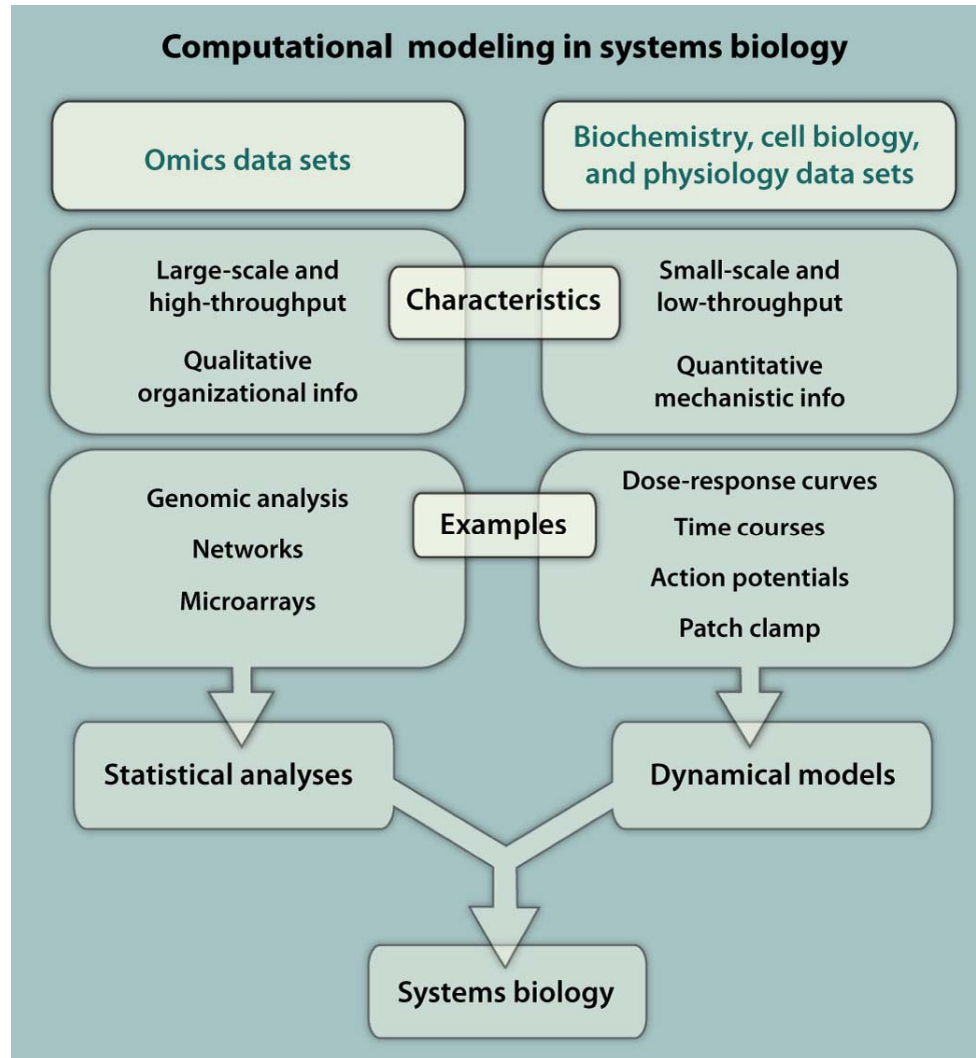 Computational modeling in systems biology
Omics data sets
Biochemistry, cell biology,
and physiology data sets
Large-scale and
high-throughput
Qualitative
organizational info
Characteristics
Small-scale and
low-throughput
Quantitative
mechanistic info
Genomic analysis
Networks
Microarrays
Examples
Dose-response curves
Time courses
Action potentials
Patch clamp
Statistical analyses
Dynamical models
Systems biology